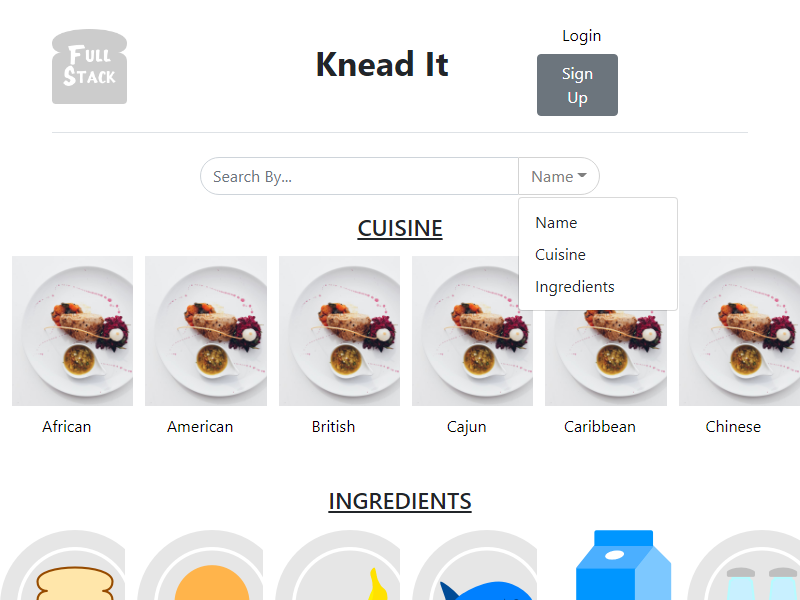 Full
Stack
Knead It
Login
Sign
Up
Search By...
Name
Name
Cuisine
Ingredients
CUISINE
African
American
British
Cajun
Caribbean
Chinese
INGREDIENTS